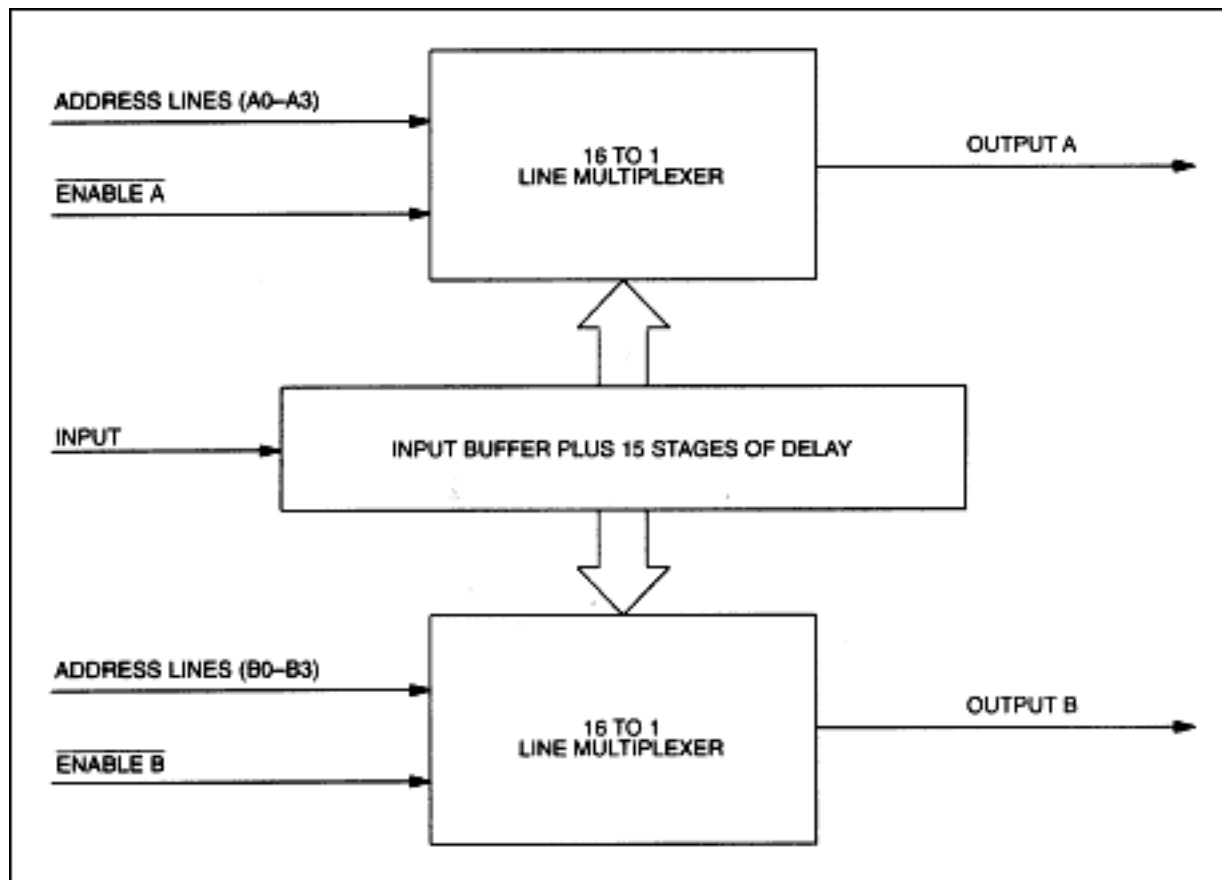 ADDRESS LINES (A0–A3)
ENABLE A
16 TO 1
LINE MULTIPLEXER
OUTPUT A
INPUT
INPUT BUFFER PLUS 15 STAGES OF DELAY
ADDRESS LINES (B0–B3)
ENABLE B
16 TO 1
LINE MULTIPLEXER
OUTPUT B